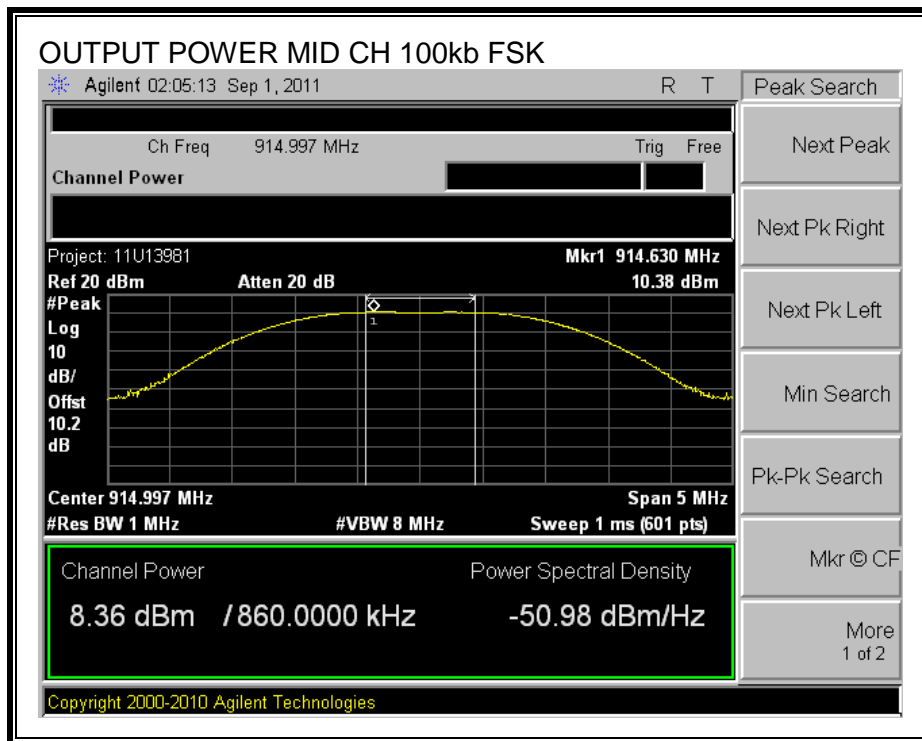 OUTPUT POWER MID CH 100kb FSK
Agilent 02:05:13 Sep 1, 2011 R T
Peak Search
Ch Freq 914.997 MHz Trig Free
Channel Power
Project: 11U13981 Mkr1 914.630 MHz
Ref 20 dBm Atten 20 dB 10.38 dBm
#Peak
Log
10
dB/
Offst
10.2
dB
1
Center 914.997 MHz Span 5 MHz
#Res BW 1 MHz #VBW 8 MHz Sweep 1 ms (601 pts)
Channel Power Power Spectral Density
8.36 dBm / 860.0000 kHz -50.98 dBm/Hz
Copyright 2000-2010 Agilent Technologies
Next Peak
Next Pk Right
Next Pk Left
Min Search
Pk-Pk Search
Mkr © CF
More
1 of 2